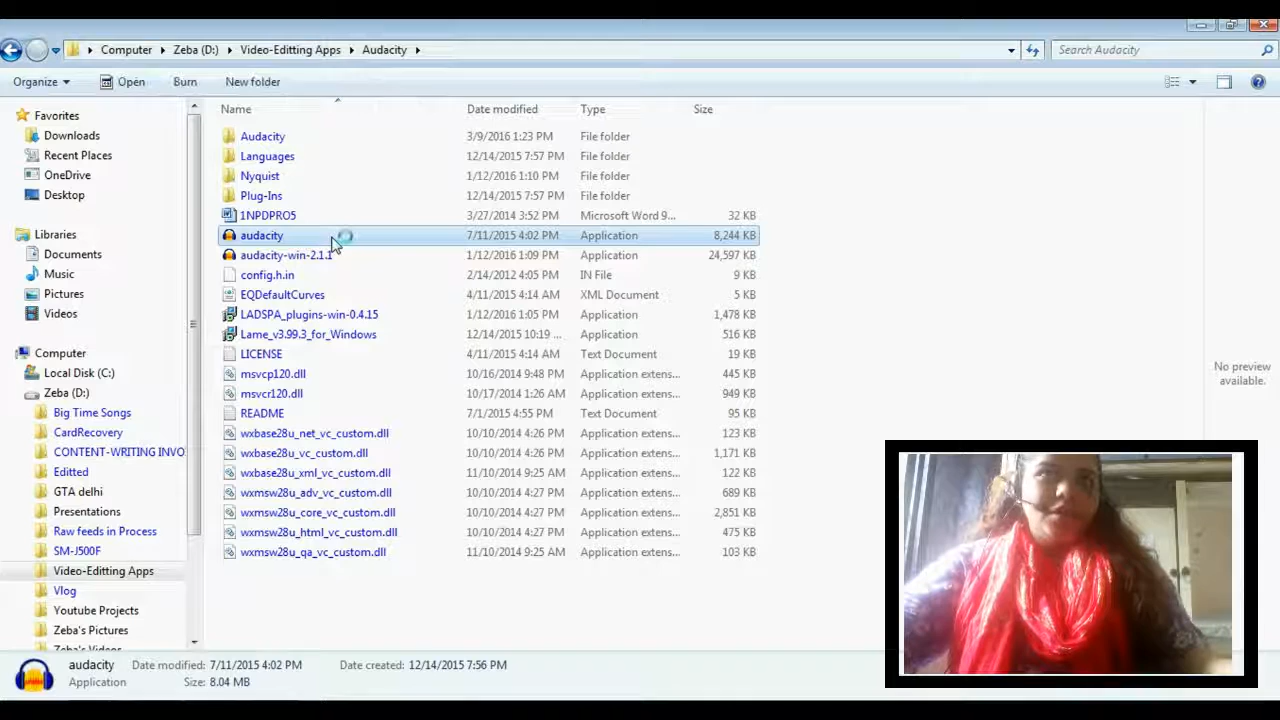 Computer Zeba (D:) Video-Editting Apps Audacity
Search Audacity
Organize Open Burn New folder
Favorites
Downloads
Recent Places
OneDrive
Desktop
Libraries
Documents
Music
Pictures
Videos
Computer
Local Disk (C:)
Zeba (D:)
Big Time Songs
CardRecovery
CONTENT-WRITING INVO
Editted
GTA delhi
Presentations
Raw feeds in Process
SM-J500F
Video-Editting Apps
Vlog
Youtube Projects
Zeba's Pictures
Zeba's Videos
Name Date modified Type Size
Audacity 3/9/2016 1:23 PM File folder
Languages 12/14/2015 7:57 PM File folder
Nyquist 1/12/2016 1:10 PM File folder
Plug-Ins 12/14/2015 7:57 PM File folder
1NPDPRO5 3/27/2014 3:52 PM Microsoft Word 9... 32 KB
audacity 7/11/2015 4:02 PM Application 8,244 KB
audacity-win-2.1.1 1/12/2016 1:09 PM Application 24,597 KB
config.h.in 2/14/2012 4:05 PM IN File 9 KB
EQDefaultCurves 4/11/2015 4:14 AM XML Document 5 KB
LADSPA_plugins-win-0.4.15 1/12/2016 1:05 PM Application 1,478 KB
Lame_v3.99.3_for_Windows 12/14/2015 10:19 ... Application 516 KB
LICENSE 4/11/2015 4:14 AM Text Document 19 KB
msvcp120.dll 10/16/2014 9:48 PM Application extens... 445 KB
msvcr120.dll 10/17/2014 1:26 AM Application extens... 949 KB
README 7/1/2015 4:55 PM Text Document 95 KB
wxbase28u_net_vc_custom.dll 10/10/2014 4:26 PM Application extens... 123 KB
wxbase28u_vc_custom.dll 10/10/2014 4:26 PM Application extens... 1,171 KB
wxbase28u_xml_vc_custom.dll 11/10/2014 9:25 AM Application extens... 122 KB
wxmsw28u_adv_vc_custom.dll 10/10/2014 4:27 PM Application extens... 689 KB
wxmsw28u_core_vc_custom.dll 10/10/2014 4:27 PM Application extens... 2,851 KB
wxmsw28u_html_vc_custom.dll 10/10/2014 4:27 PM Application extens... 475 KB
wxmsw28u_qa_vc_custom.dll 11/10/2014 9:25 AM Application extens... 103 KB
No preview
available.
audacity Date modified: 7/11/2015 4:02 PM Date created: 12/14/2015 7:56 PM
Application Size: 8.04 MB